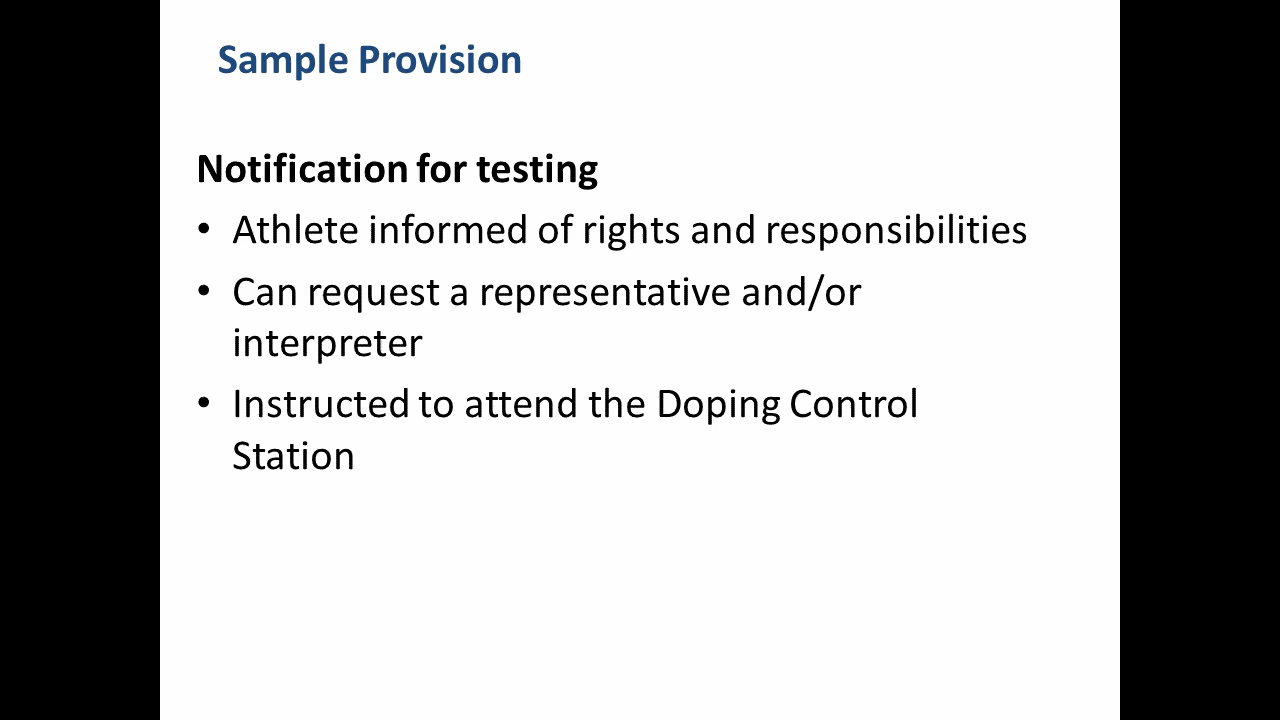 Sample Provision
Notification for testing
• Athlete informed of rights and responsibilities
• Can request a representative and/or
interpreter
• Instructed to attend the Doping Control
Station